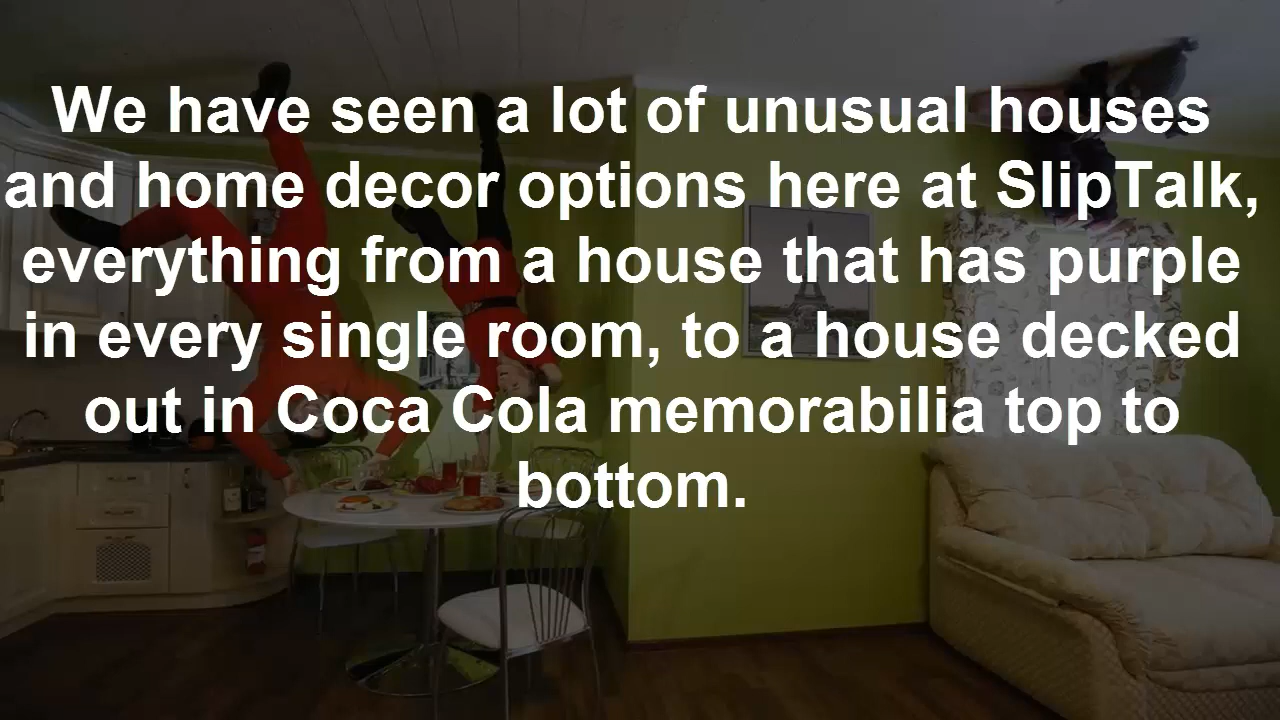 We have seen a lot of unusual houses
and home decor options here at SlipTalk,
everything from a house that has purple
in every single room, to a house decked
out in Coca Cola memorabilia top to
bottom.